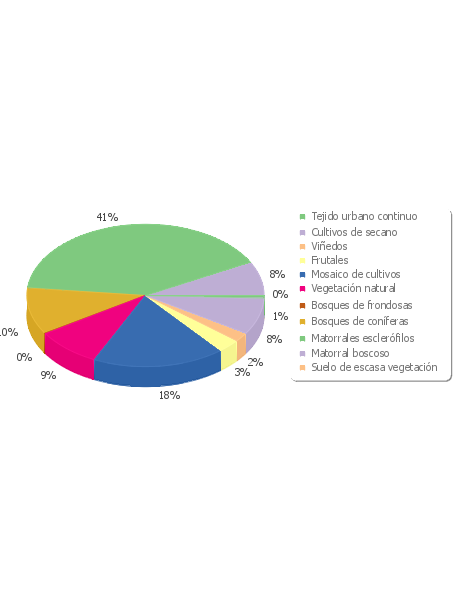 41%
8%
0%
1%
8%
2%
3%
18%
9%
0%
10%
Tejido urbano continuo
Cultivos de secano
Viñedos
Frutales
Mosaico de cultivos
Vegetación natural
Bosques de frondosas
Bosques de coníferas
Matorrales esclerófilos
Matorral boscoso
Suelo de escasa vegetación